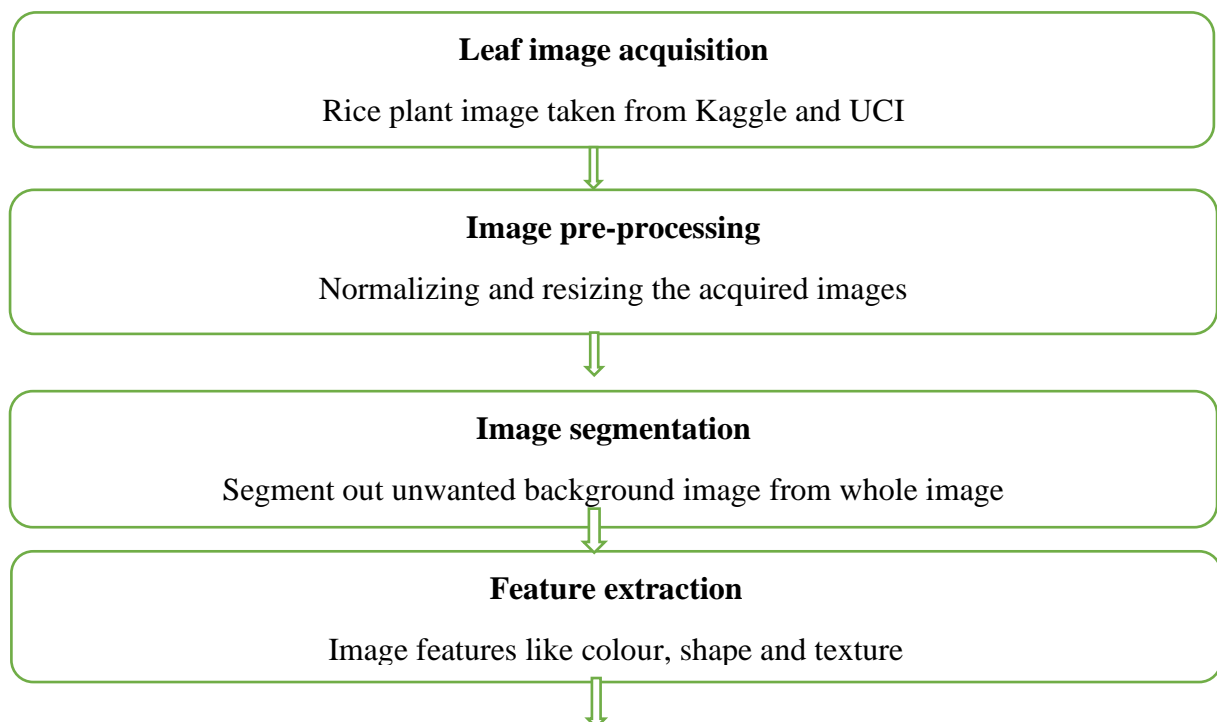 Leaf image acquisition
Rice plant image taken from Kaggle and UCI
Image pre-processing
Normalizing and resizing the acquired images
Image segmentation
Segment out unwanted background image from whole image
Feature extraction
Image features like colour, shape and texture